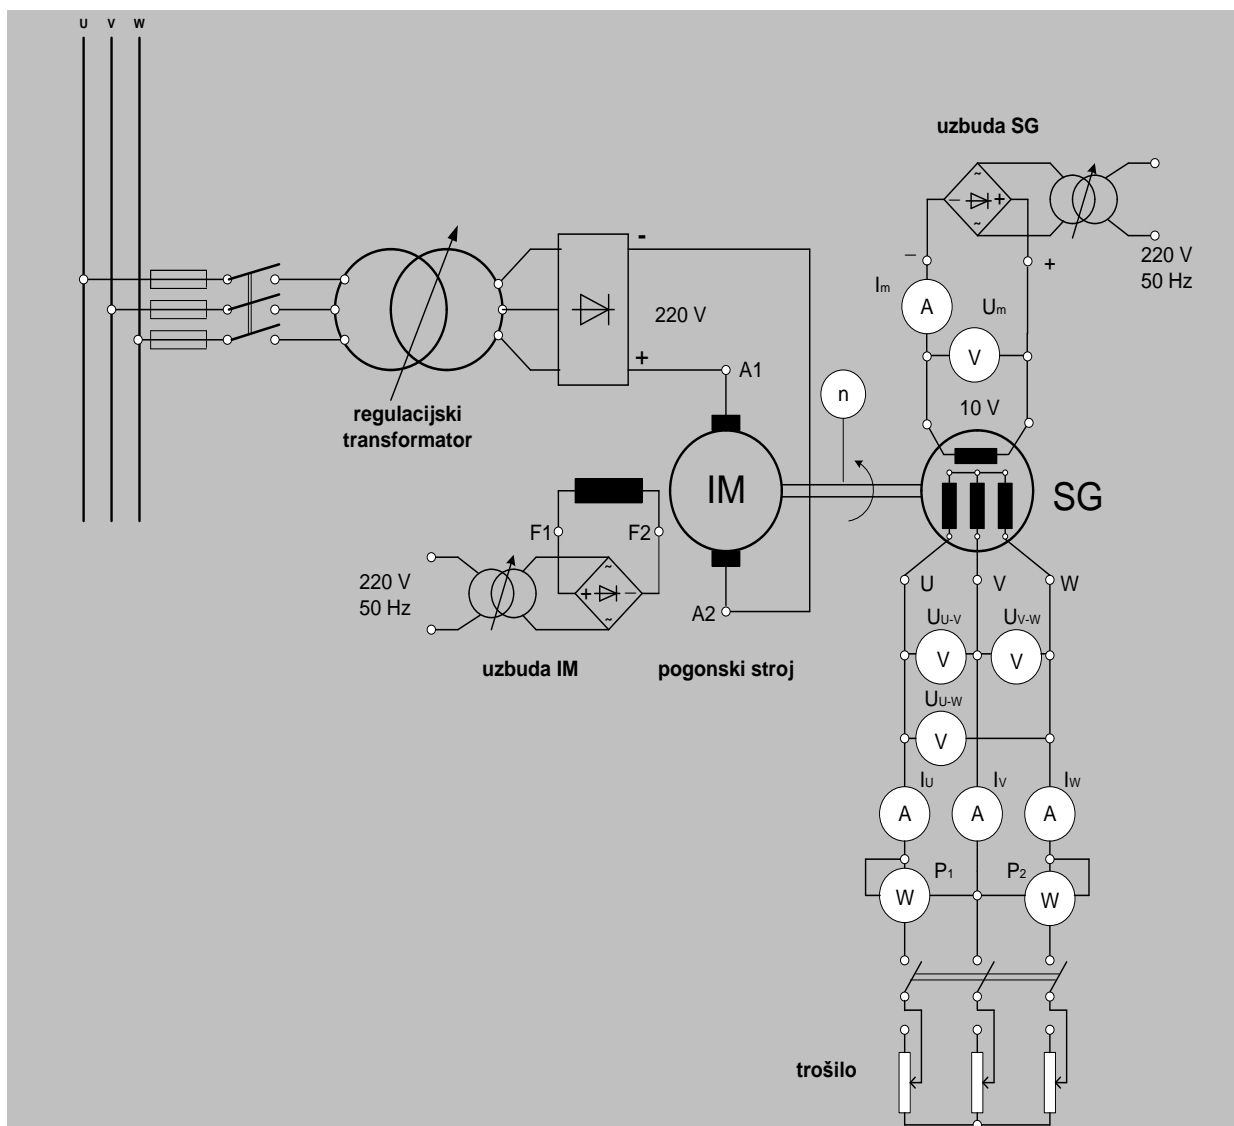 U V W
uzbuda SG
~
– +
~
– +
220 V
50 Hz
Im
A
Um
V
10 V
-
220 V
+
A1
n
regulacijski
transformator
IM
SG
F1 F2
220 V
50 Hz
~
+ –
~
A2
uzbuda IM
pogonski stroj
U V W
UU-V UV-W
V V
UU-W
V
IU IV IW
A A A
P1 P2
W W
trošilo